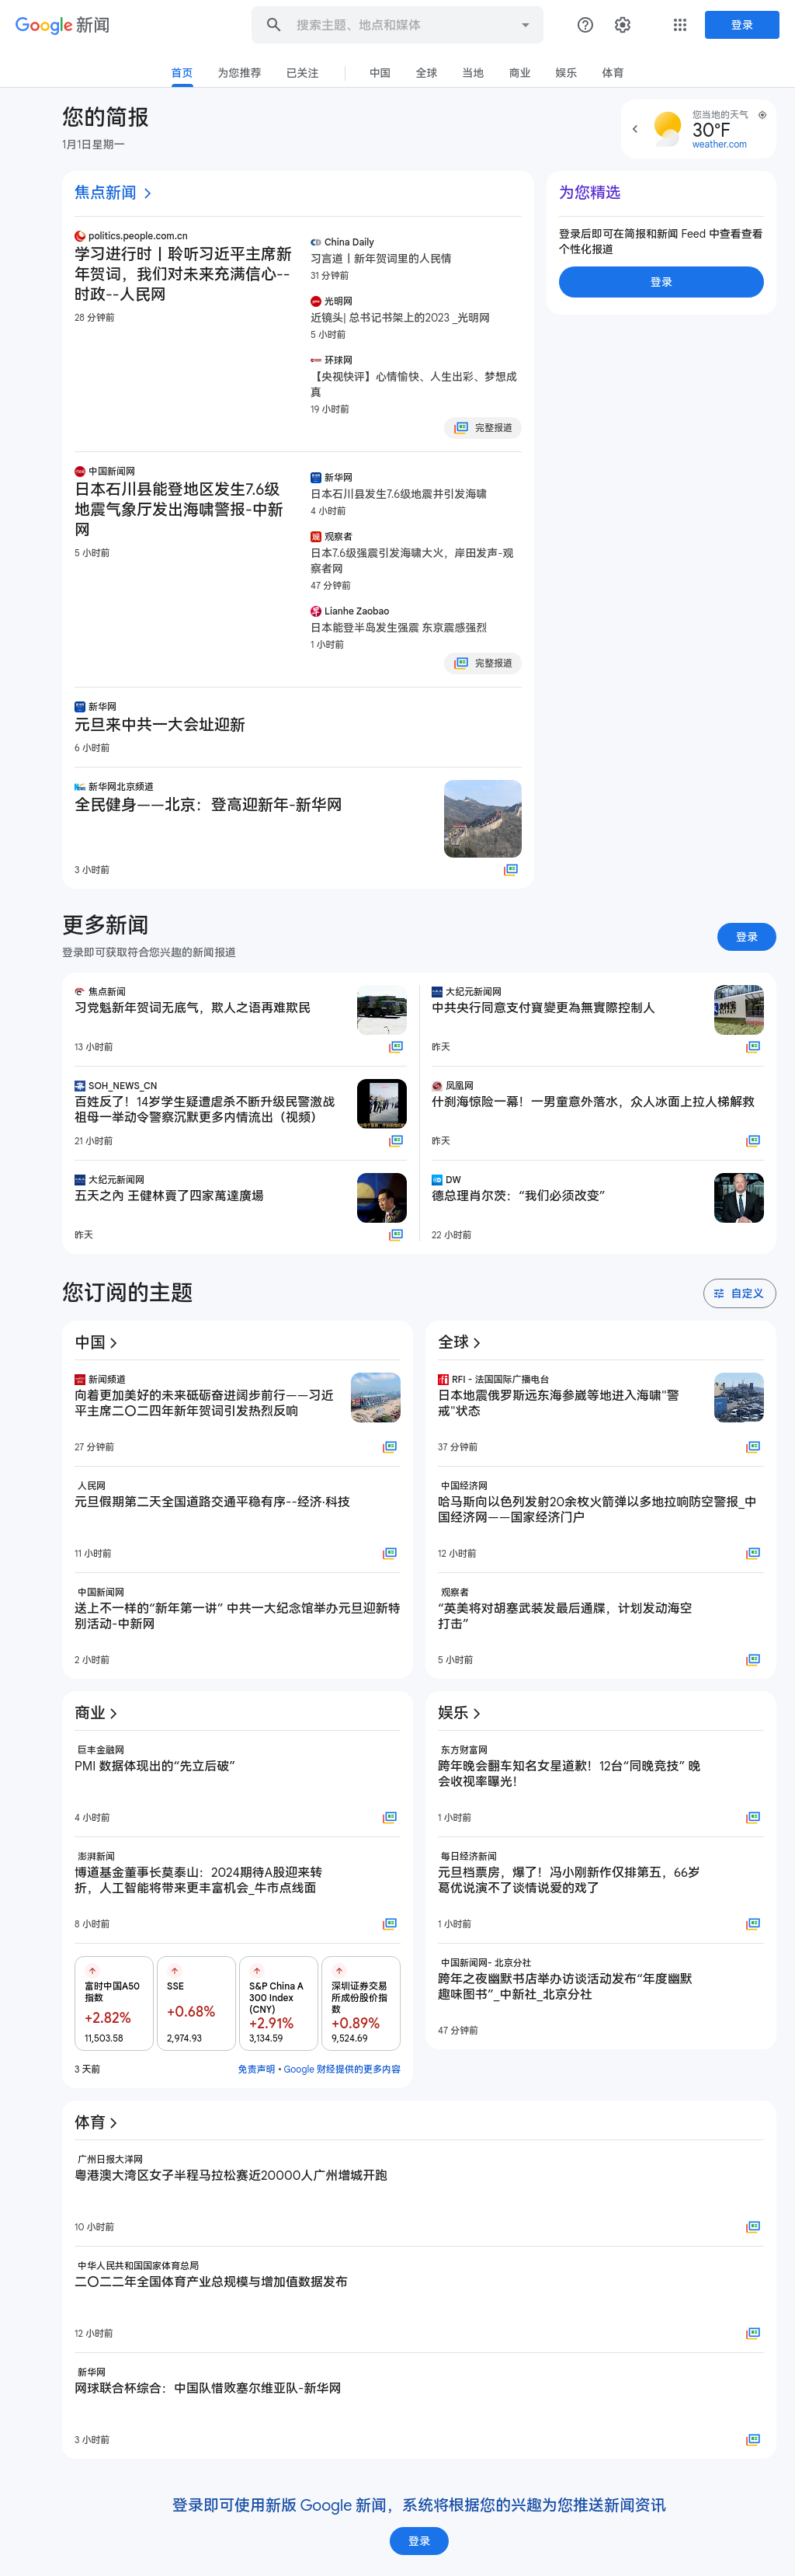 Google 新闻
搜索主题、地点和媒体
登录
首页
为您推荐
已关注
中国
全球
当地
商业
娱乐
体育
您的简报
1月1日星期一
您当地的天气
30°F
weather.com
焦点新闻
politics.people.com.cn
学习进行时丨聆听习近平主席新
年贺词，我们对未来充满信心--
时政--人民网
28 分钟前
China Daily
习言道丨新年贺词里的人民情
31 分钟前
光明网
近镜头| 总书记书架上的2023 _光明网
5 小时前
环球网
【央视快评】心情愉快、人生出彩、梦想成
真
19 小时前
完整报道
为您精选
登录后即可在简报和新闻 Feed 中查看查看
个性化报道
登录
中国新闻网
日本石川县能登地区发生7.6级
地震气象厅发出海啸警报-中新
网
5 小时前
新华网
日本石川县发生7.6级地震并引发海啸
4 小时前
观察者
日本7.6级强震引发海啸大火，岸田发声-观
察者网
47 分钟前
Lianhe Zaobao
日本能登半岛发生强震 东京震感强烈
1 小时前
完整报道
新华网
元旦来中共一大会址迎新
6 小时前
新华网北京频道
全民健身——北京：登高迎新年-新华网
3 小时前
更多新闻
登录即可获取符合您兴趣的新闻报道
登录
焦点新闻
习党魁新年贺词无底气，欺人之语再难欺民
13 小时前
大纪元新闻网
中共央行同意支付寶變更為無實際控制人
昨天
SOH_NEWS_CN
百姓反了！14岁学生疑遭虐杀不断升级民警激战
祖母一举动令警察沉默更多内情流出（视频）
21 小时前
凤凰网
什刹海惊险一幕！一男童意外落水，众人冰面上拉人梯解救
昨天
大纪元新闻网
五天之內 王健林賣了四家萬達廣場
昨天
DW
德总理肖尔茨：“我们必须改变”
22 小时前
您订阅的主题
自定义
中国
新闻频道
向着更加美好的未来砥砺奋进阔步前行——习近
平主席二〇二四年新年贺词引发热烈反响
27 分钟前
人民网
元旦假期第二天全国道路交通平稳有序--经济·科技
11 小时前
中国新闻网
送上不一样的“新年第一讲” 中共一大纪念馆举办元旦迎新特
别活动-中新网
2 小时前
全球
RFI - 法国国际广播电台
日本地震俄罗斯远东海参崴等地进入海啸"警
戒"状态
37 分钟前
中国经济网
哈马斯向以色列发射20余枚火箭弹以多地拉响防空警报_中
国经济网——国家经济门户
12 小时前
观察者
“英美将对胡塞武装发最后通牒，计划发动海空
打击”
5 小时前
商业
巨丰金融网
PMI 数据体现出的“先立后破”
4 小时前
澎湃新闻
博道基金董事长莫泰山：2024期待A股迎来转
折，人工智能将带来更丰富机会_牛市点线面
8 小时前
富时中国A50
指数
+2.82%
11,503.58
SSE
+0.68%
2,974.93
S&P China A
300 Index
(CNY)
+2.91%
3,134.59
深圳证券交易
所成份股价指
数
+0.89%
9,524.69
3 天前
免责声明 • Google 财经提供的更多内容
娱乐
东方财富网
跨年晚会翻车知名女星道歉！12台“同晚竞技” 晚
会收视率曝光！
1 小时前
每日经济新闻
元旦档票房，爆了！冯小刚新作仅排第五，66岁
葛优说演不了谈情说爱的戏了
1 小时前
中国新闻网- 北京分社
跨年之夜幽默书店举办访谈活动发布“年度幽默
趣味图书”_中新社_北京分社
47 分钟前
体育
广州日报大洋网
粤港澳大湾区女子半程马拉松赛近20000人广州增城开跑
10 小时前
中华人民共和国国家体育总局
二〇二二年全国体育产业总规模与增加值数据发布
12 小时前
新华网
网球联合杯综合：中国队惜败塞尔维亚队-新华网
3 小时前
登录即可使用新版 Google 新闻，系统将根据您的兴趣为您推送新闻资讯
登录